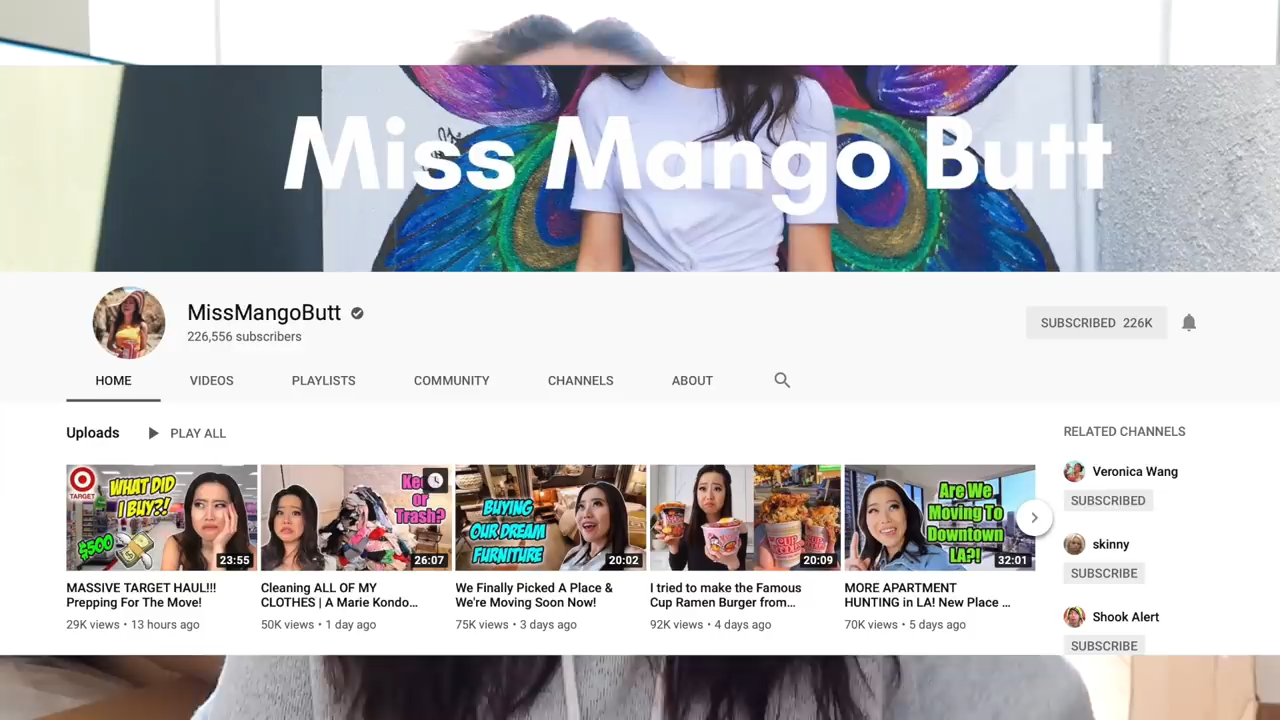 Miss Mango Butt
MissMangoButt
226,556 subscribers
SUBSCRIBED 226K
HOME
VIDEOS
PLAYLISTS
COMMUNITY
CHANNELS
ABOUT
Uploads
PLAY ALL
RELATED CHANNELS
TARGET
WHAT DID
I BUY?!
$500
23:55
MASSIVE TARGET HAUL!!!
Prepping For The Move!
29K views • 13 hours ago
or
Trash?
26:07
Cleaning ALL OF MY
CLOTHES | A Marie Kondo...
50K views • 1 day ago
BUYING
OUR DREAM
FURNITURE
20:02
We Finally Picked A Place &
We're Moving Soon Now!
75K views • 3 days ago
20:09
I tried to make the Famous
Cup Ramen Burger from...
92K views • 4 days ago
Are We
Moving To
Downtown
LA?!
32:01
MORE APARTMENT
HUNTING in LA! New Place ...
70K views • 5 days ago
Veronica Wang
SUBSCRIBED
skinny
SUBSCRIBE
Shook Alert
SUBSCRIBE